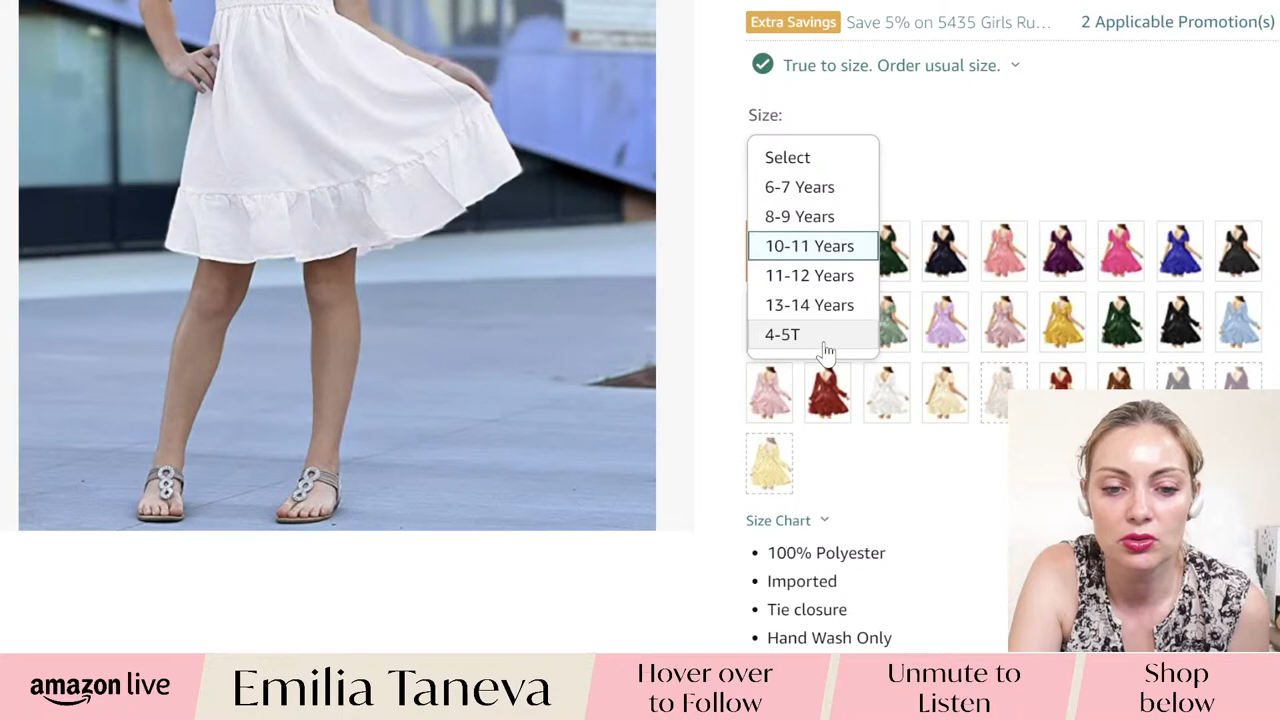 Extra Savings Save 5% on 5435 Girls Ru... 2 Applicable Promotion(s)
True to size. Order usual size.
Size:
Select
6-7 Years
8-9 Years
10-11 Years
11-12 Years
13-14 Years
4-5T
Size Chart
• 100% Polyester
• Imported
• Tie closure
• Hand Wash Only
amazon live
Emilia Taneva
Hover over
to Follow
Unmute to
Listen
Shop
below